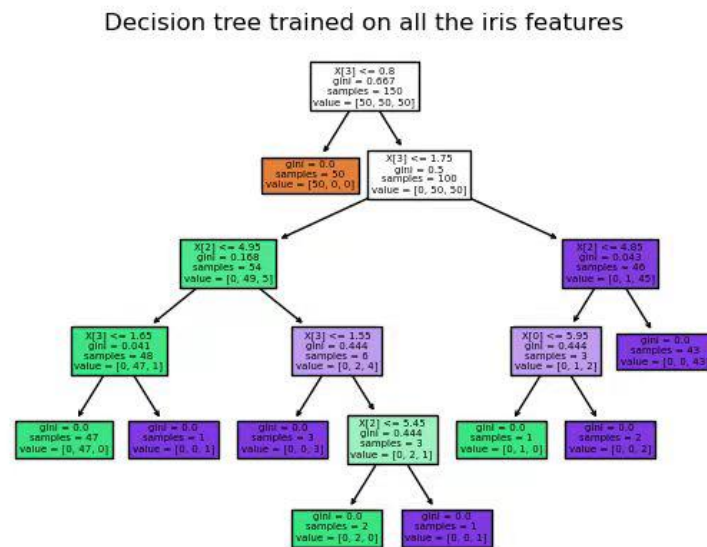 Decision tree trained on all the iris features
X[3] <= 0.8
gini = 0.667
samples = 150
value = [50, 50, 50]
gini = 0.0
samples = 50
value = [50, 0, 0]
X[3] <= 1.75
gini = 0.5
samples = 100
value = [0, 50, 50]
X[2] <= 4.95
gini = 0.168
samples = 54
value = [0, 49, 5]
X[2] <= 4.85
gini = 0.043
samples = 46
value = [0, 1, 45]
X[3] <= 1.65
gini = 0.041
samples = 48
value = [0, 47, 1]
X[3] <= 1.55
gini = 0.444
samples = 6
value = [0, 2, 4]
X[0] <= 5.95
gini = 0.444
samples = 3
value = [0, 1, 2]
gini = 0.0
samples = 43
value = [0, 0, 43]
gini = 0.0
samples = 47
value = [0, 47, 0]
gini = 0.0
samples = 1
value = [0, 0, 1]
gini = 0.0
samples = 3
value = [0, 0, 3]
X[2] <= 5.45
gini = 0.444
samples = 3
value = [0, 2, 1]
gini = 0.0
samples = 1
value = [0, 1, 0]
gini = 0.0
samples = 2
value = [0, 0, 2]
gini = 0.0
samples = 2
value = [0, 2, 0]
gini = 0.0
samples = 1
value = [0, 0, 1]